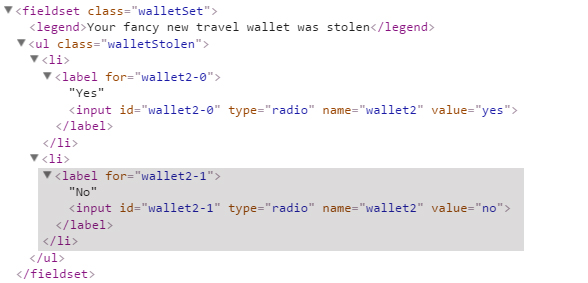 <fieldset class="walletSet">
<legend>Your fancy new travel wallet was stolen</legend>
<ul class="walletStolen">
<li>
<label for="wallet2-0">
"Yes"
<input id="wallet2-0" type="radio" name="wallet2" value="yes">
</label>
</li>
<li>
<label for="wallet2-1">
"No"
<input id="wallet2-1" type="radio" name="wallet2" value="no">
</label>
</li>
</ul>
</fieldset>